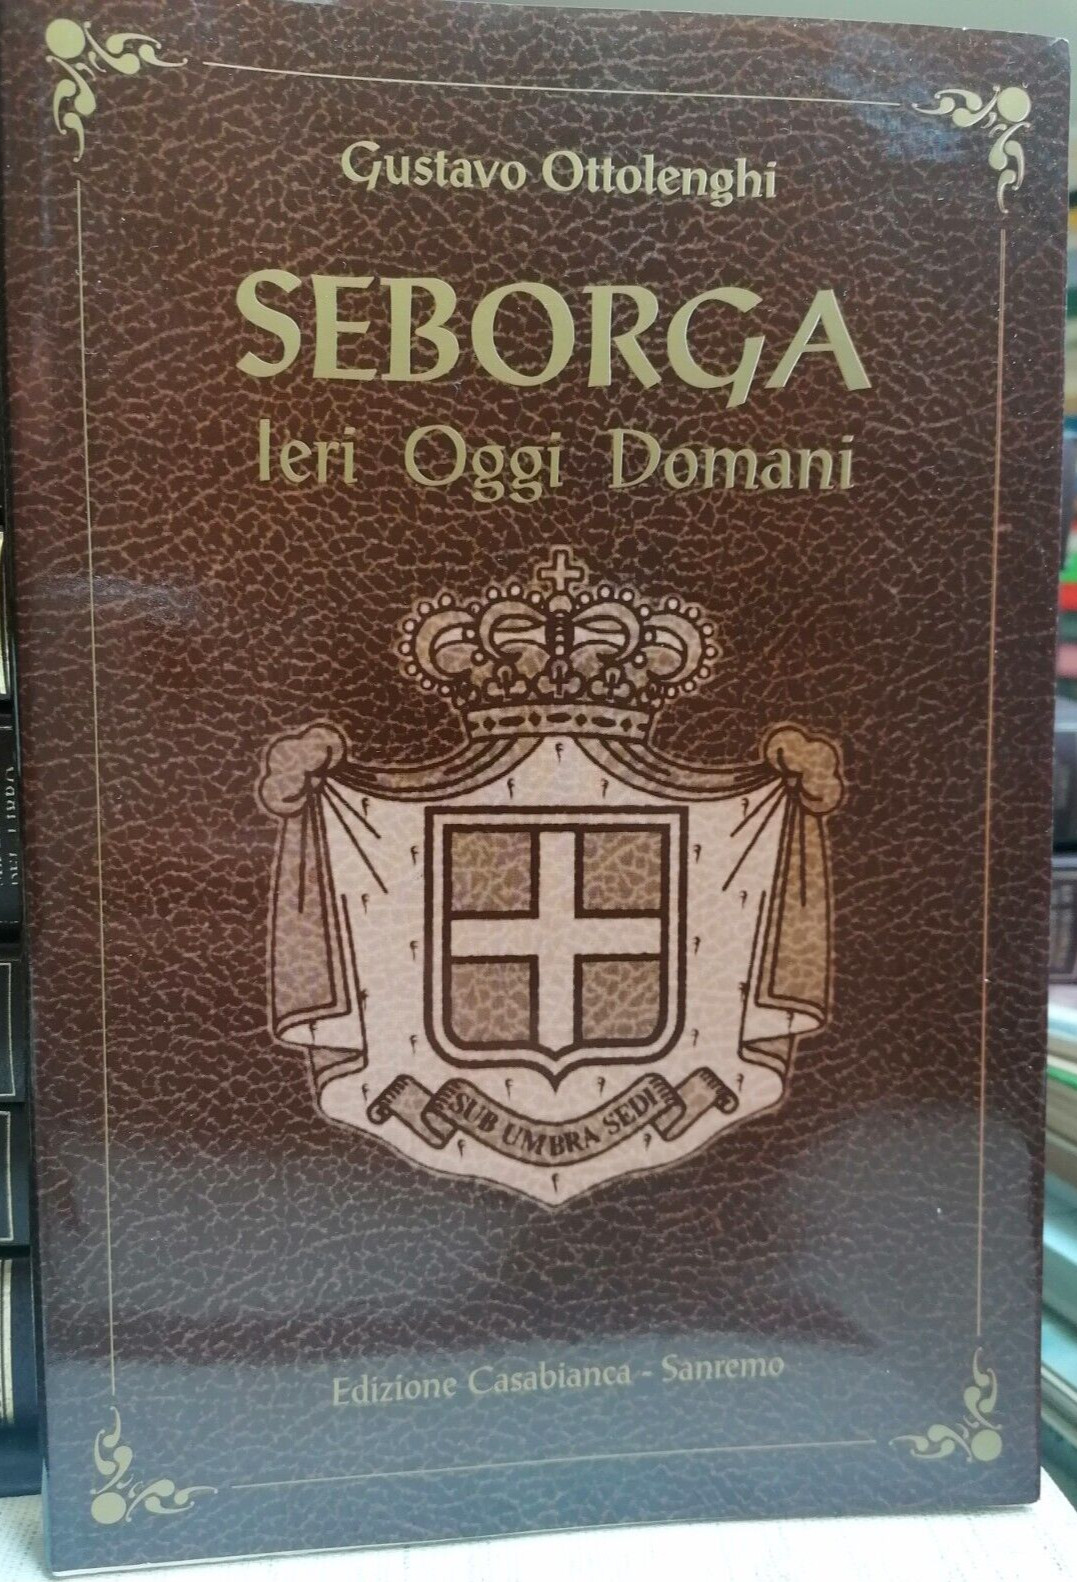 Gustavo Ottolenghi
SEBORGA
Ieri Oggi Domani
SUB UMBRA SEDI
Edizione Casabianca - Sanremo